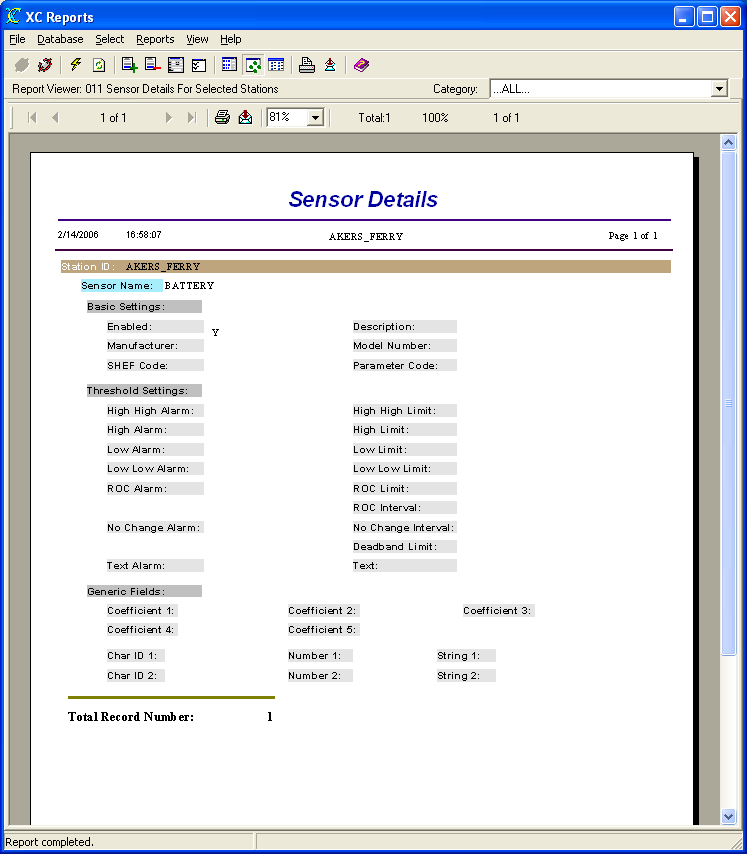 XC Reports
File Database Select Reports View Help
Report Viewer: 011 Sensor Details For Selected Stations Category: ...ALL...
1 of 1 81% Total:1 100% 1 of 1
Sensor Details
2/14/2006 16:58:07 AKERS_FERRY Page 1 of 1
Station ID: AKERS_FERRY
Sensor Name: BATTERY
Basic Settings:
Enabled: Y Description:
Manufacturer: Model Number:
SHEF Code: Parameter Code:
Threshold Settings:
High High Alarm: High High Limit:
High Alarm: High Limit:
Low Alarm: Low Limit:
Low Low Alarm: Low Low Limit:
ROC Alarm: ROC Limit:
ROC Interval:
No Change Alarm: No Change Interval:
Deadband Limit:
Text Alarm: Text:
Generic Fields:
Coefficient 1: Coefficient 2: Coefficient 3:
Coefficient 4: Coefficient 5:
Char ID 1: Number 1: String 1:
Char ID 2: Number 2: String 2:
Total Record Number: 1
Report completed.